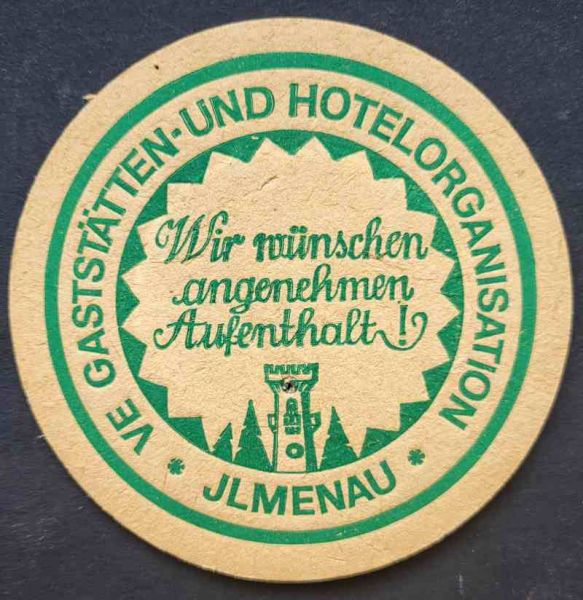 VE GASTSTÄTTEN-UND HOTELORGANISATION
Wir wünschen
angenehmen
Aufenthalt!
* JLMENAU *